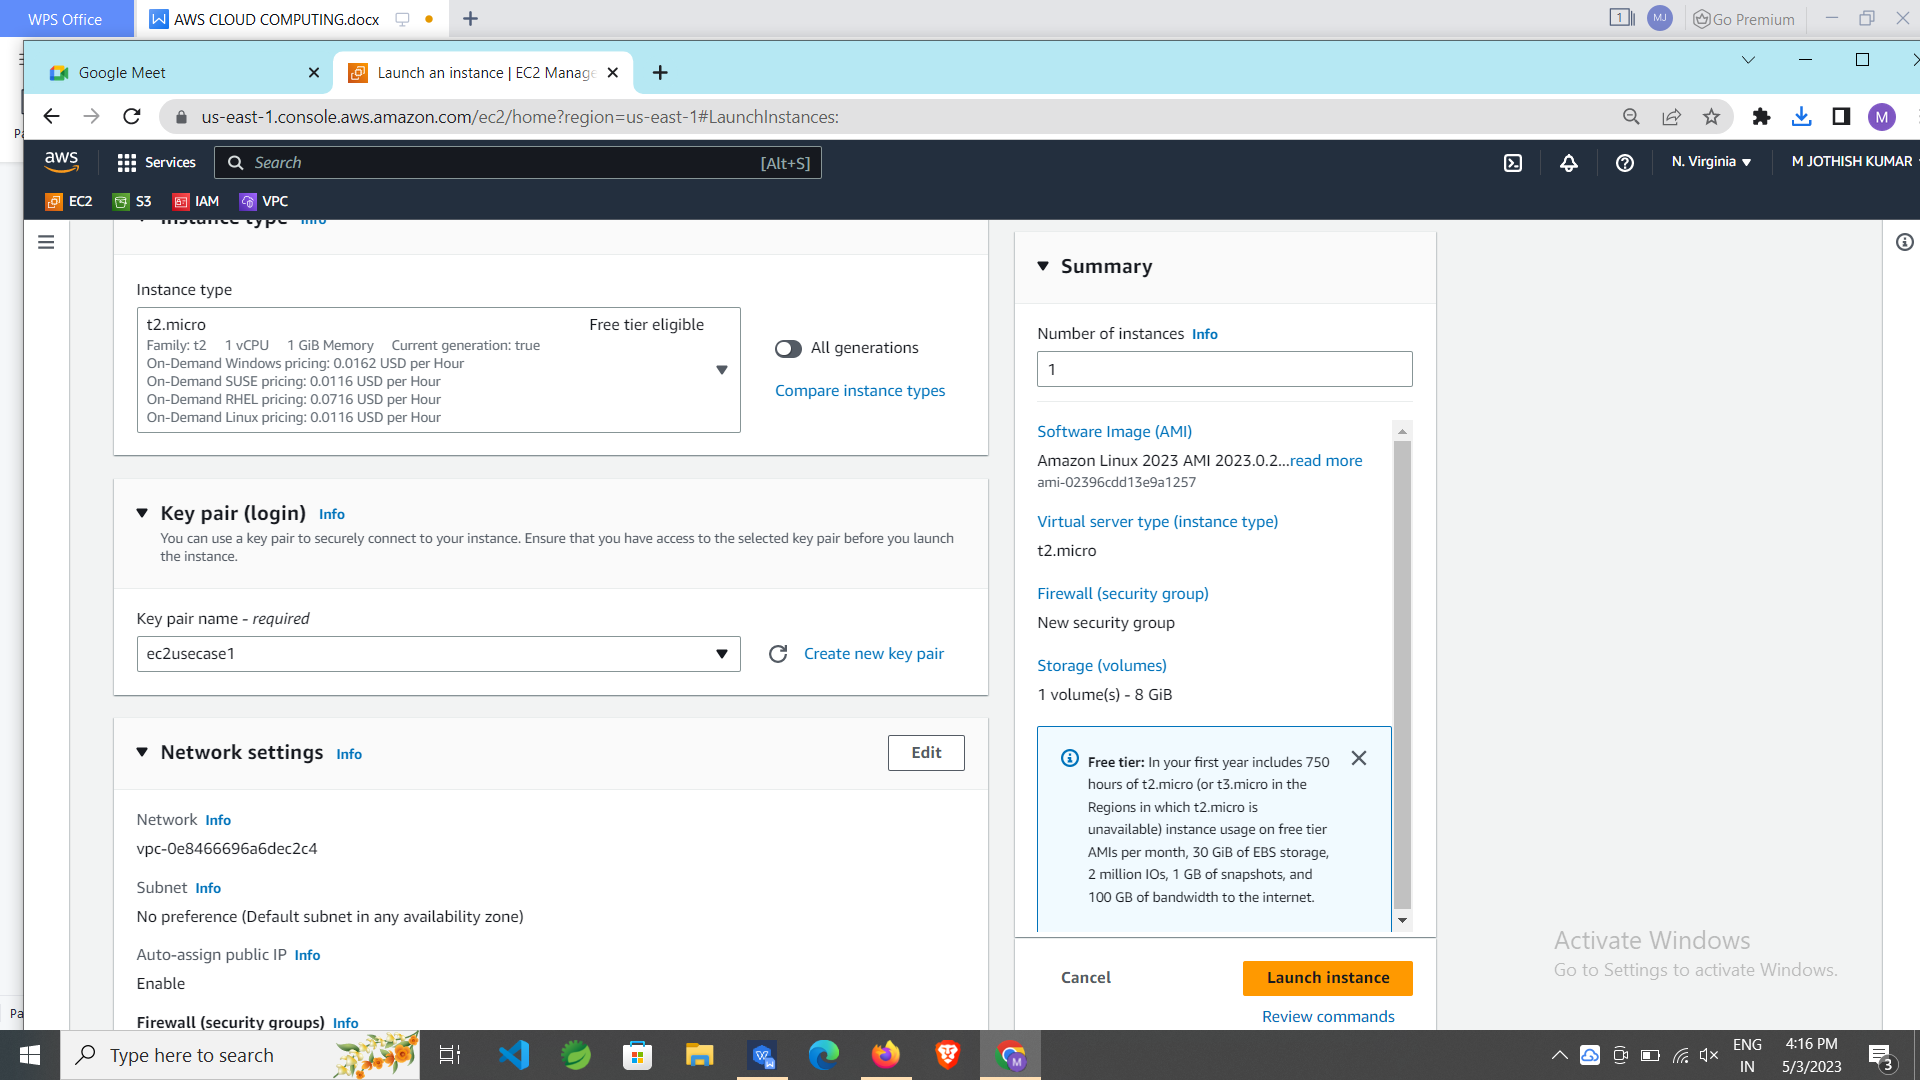 WPS Office
AWS CLOUD COMPUTING.docx
1
MJ
Go Premium
Google Meet
Launch an instance | EC2 Manage
us-east-1.console.aws.amazon.com/ec2/home?region=us-east-1#LaunchInstances:
M
aws
Services
Search
[Alt+S]
N. Virginia
M JOTHISH KUMAR
EC2
S3
IAM
VPC
Instance type Info
Instance type
t2.micro
Free tier eligible
Family: t2 1 vCPU 1 GiB Memory Current generation: true
On-Demand Windows pricing: 0.0162 USD per Hour
On-Demand SUSE pricing: 0.0116 USD per Hour
On-Demand RHEL pricing: 0.0716 USD per Hour
On-Demand Linux pricing: 0.0116 USD per Hour
All generations
Compare instance types
Key pair (login) Info
You can use a key pair to securely connect to your instance. Ensure that you have access to the selected key pair before you launch
the instance.
Key pair name - required
ec2usecase1
Create new key pair
Network settings Info
Edit
Network Info
vpc-0e8466696a6dec2c4
Subnet Info
No preference (Default subnet in any availability zone)
Auto-assign public IP Info
Enable
Firewall (security groups) Info
Summary
Number of instances Info
1
Software Image (AMI)
Amazon Linux 2023 AMI 2023.0.2...read more
ami-02396cdd13e9a1257
Virtual server type (instance type)
t2.micro
Firewall (security group)
New security group
Storage (volumes)
1 volume(s) - 8 GiB
Free tier: In your first year includes 750
hours of t2.micro (or t3.micro in the
Regions in which t2.micro is
unavailable) instance usage on free tier
AMIs per month, 30 GiB of EBS storage,
2 million IOs, 1 GB of snapshots, and
100 GB of bandwidth to the internet.
Cancel
Launch instance
Review commands
Activate Windows
Go to Settings to activate Windows.
Pa
Type here to search
ENG
IN
4:16 PM
5/3/2023
3